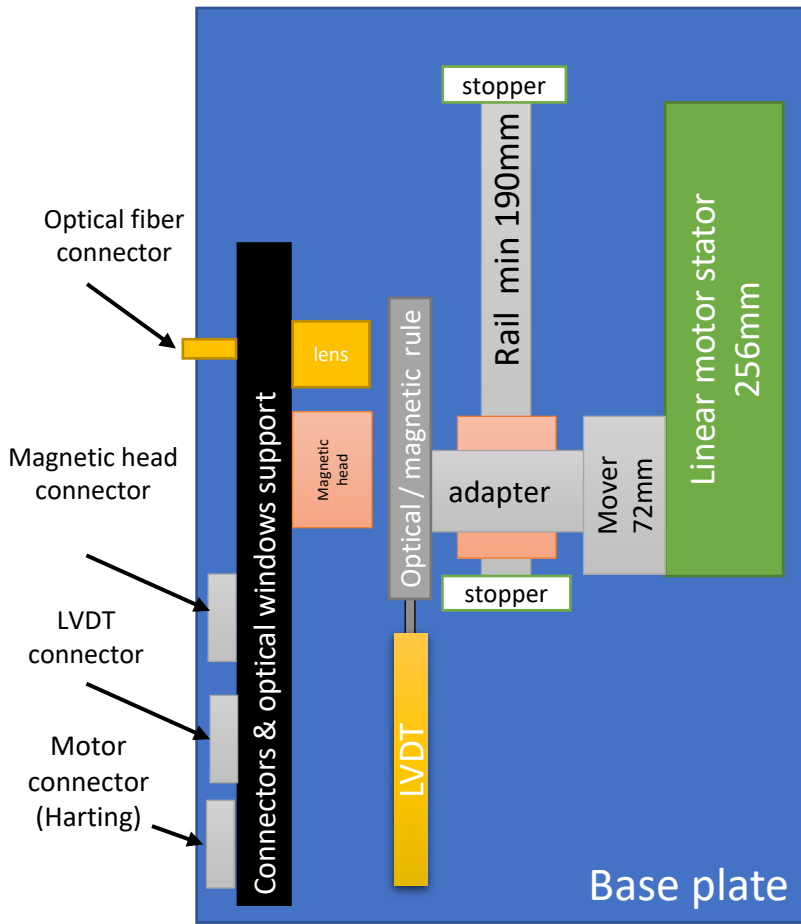 stopper
Rail min 190mm
Linear motor stator
256mm
Optical fiber
connector
lens
Optical / magnetic rule
Magnetic
head
Magnetic head
connector
adapter
Mover
72mm
Connectors & optical windows support
stopper
LVDT
connector
LVDT
Motor
connector
(Harting)
Base plate